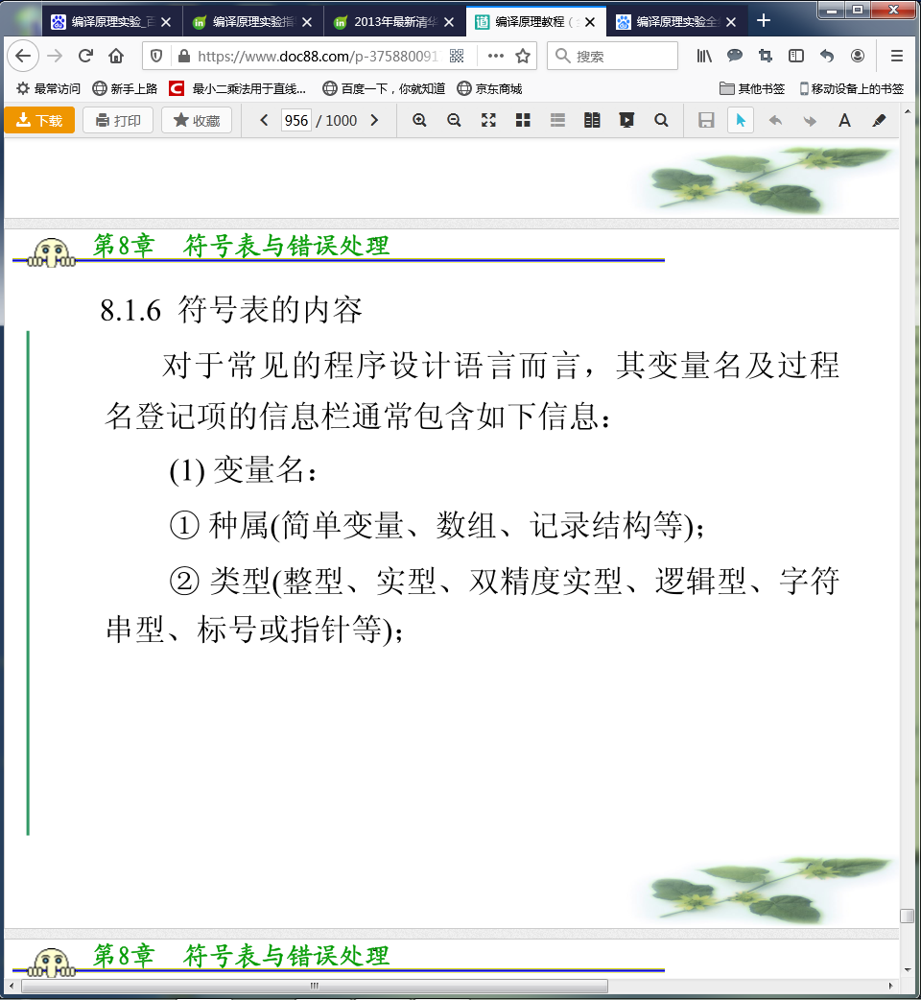 编译原理实验_百
编译原理实验指
2013年最新清华
编译原理教程（
编译原理实验全
https://www.doc88.com/p-37588009
搜索
最常访问
新手上路
最小二乘法用于直线...
百度一下，你就知道
京东商城
其他书签
移动设备上的书签
下载
打印
收藏
956 / 1000
第8章 符号表与错误处理
8.1.6 符号表的内容
对于常见的程序设计语言而言，其变量名及过程
名登记项的信息栏通常包含如下信息：
(1) 变量名：
① 种属(简单变量、数组、记录结构等)；
② 类型(整型、实型、双精度实型、逻辑型、字符
串型、标号或指针等)；
第8章 符号表与错误处理